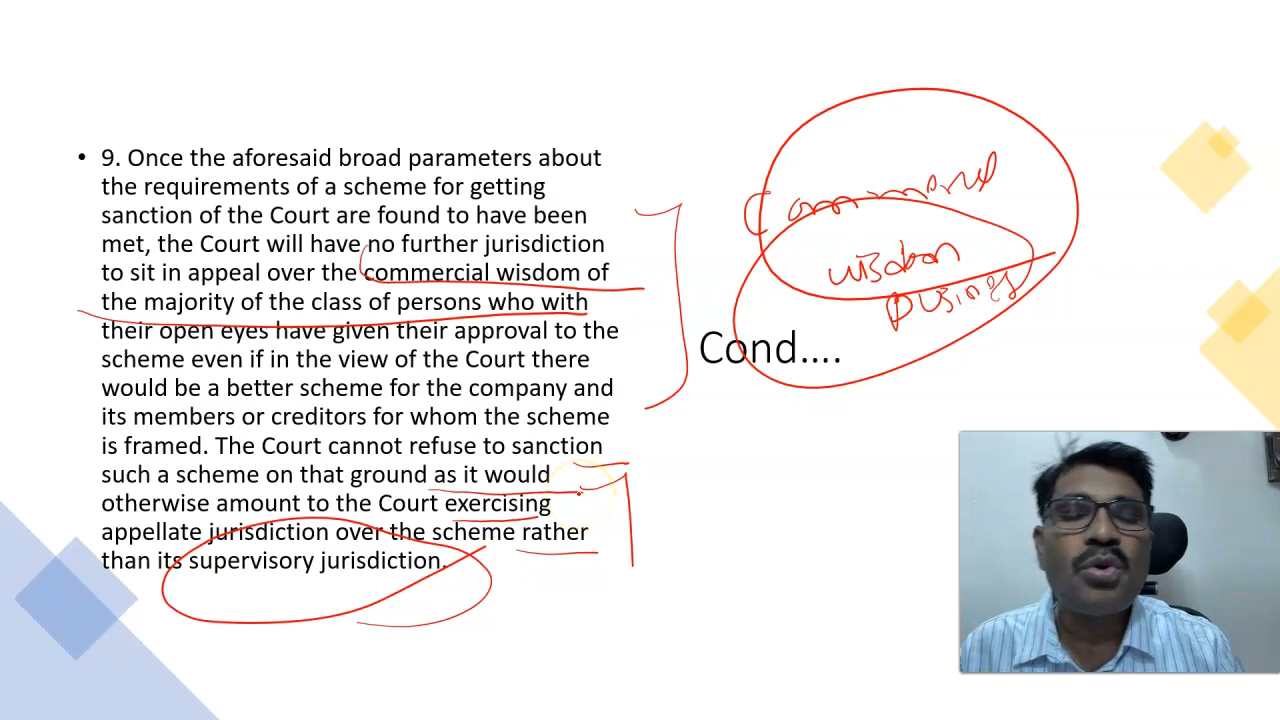 • 9. Once the aforesaid broad parameters about
the requirements of a scheme for getting
sanction of the Court are found to have been
met, the Court will have no further jurisdiction
to sit in appeal over the commercial wisdom of
the majority of the class of persons who with
their open eyes have given their approval to the
scheme even if in the view of the Court there
would be a better scheme for the company and
its members or creditors for whom the scheme
is framed. The Court cannot refuse to sanction
such a scheme on that ground as it would
otherwise amount to the Court exercising
appellate jurisdiction over the scheme rather
than its supervisory jurisdiction.
wisdom
Cond....